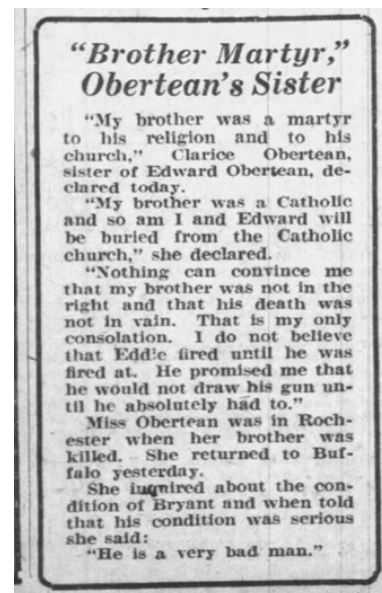 "Brother Martyr,"
Obertean's Sister
"My brother was a martyr
to his religion and to his
church," Clarice Obertean,
sister of Edward Obertean, de-
clared today.
"My brother was a Catholic
and so am I and Edward will
be buried from the Catholic
church," she declared.
"Nothing can convince me
that my brother was not in the
right and that his death was
not in vain. That is my only
consolation. I do not believe
that Eddie fired until he was
fired at. He promised me that
he would not draw his gun un-
til he absolutely had to."
Miss Obertean was in Roch-
ester when her brother was
killed. She returned to Buf-
falo yesterday.
She inquired about the con-
dition of Bryant and when told
that his condition was serious
she said:
"He is a very bad man."